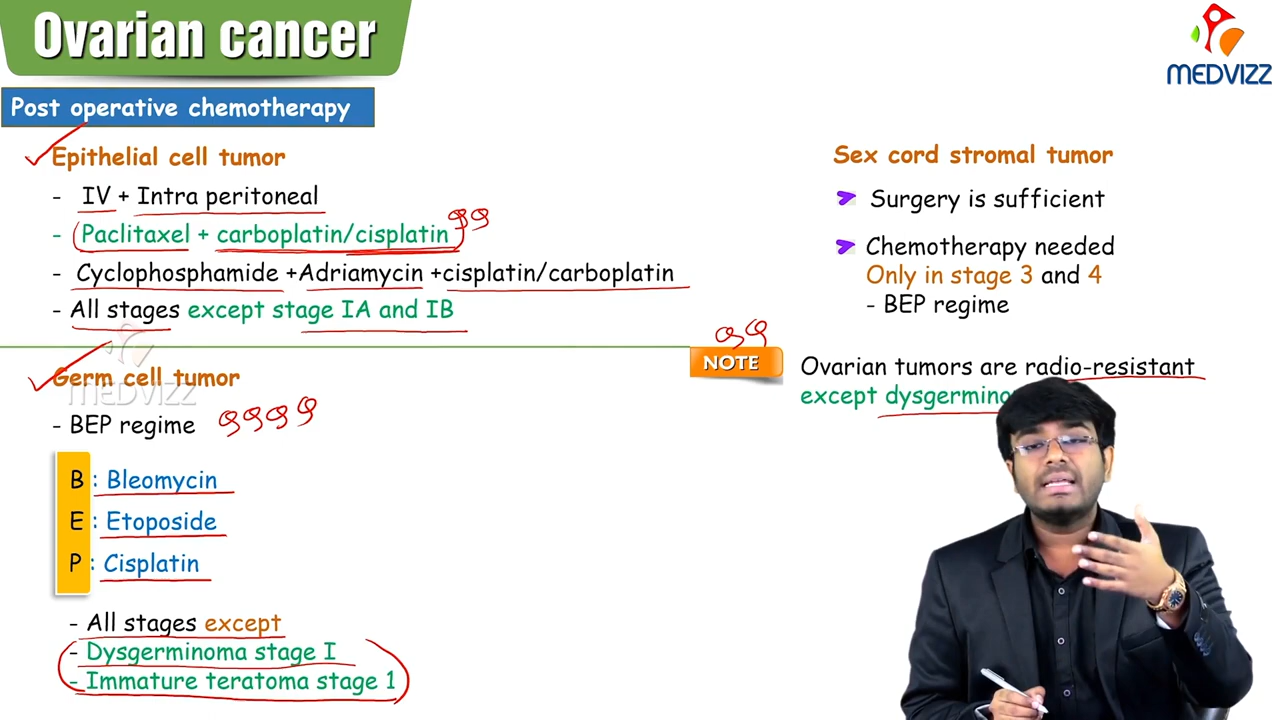 Ovarian cancer
MEDVIZZ
Post operative chemotherapy
Epithelial cell tumor
- IV + Intra peritoneal
- (Paclitaxel + carboplatin/cisplatin)
- Cyclophosphamide +Adriamycin +cisplatin/carboplatin
- All stages except stage IA and IB
Germ cell tumor
MEDVIZZ
- BEP regime
B : Bleomycin
E : Etoposide
P : Cisplatin
- All stages except
- Dysgerminoma stage I
- Immature teratoma stage 1
Sex cord stromal tumor
Surgery is sufficient
Chemotherapy needed
Only in stage 3 and 4
- BEP regime
NOTE
Ovarian tumors are radio-resistant
except